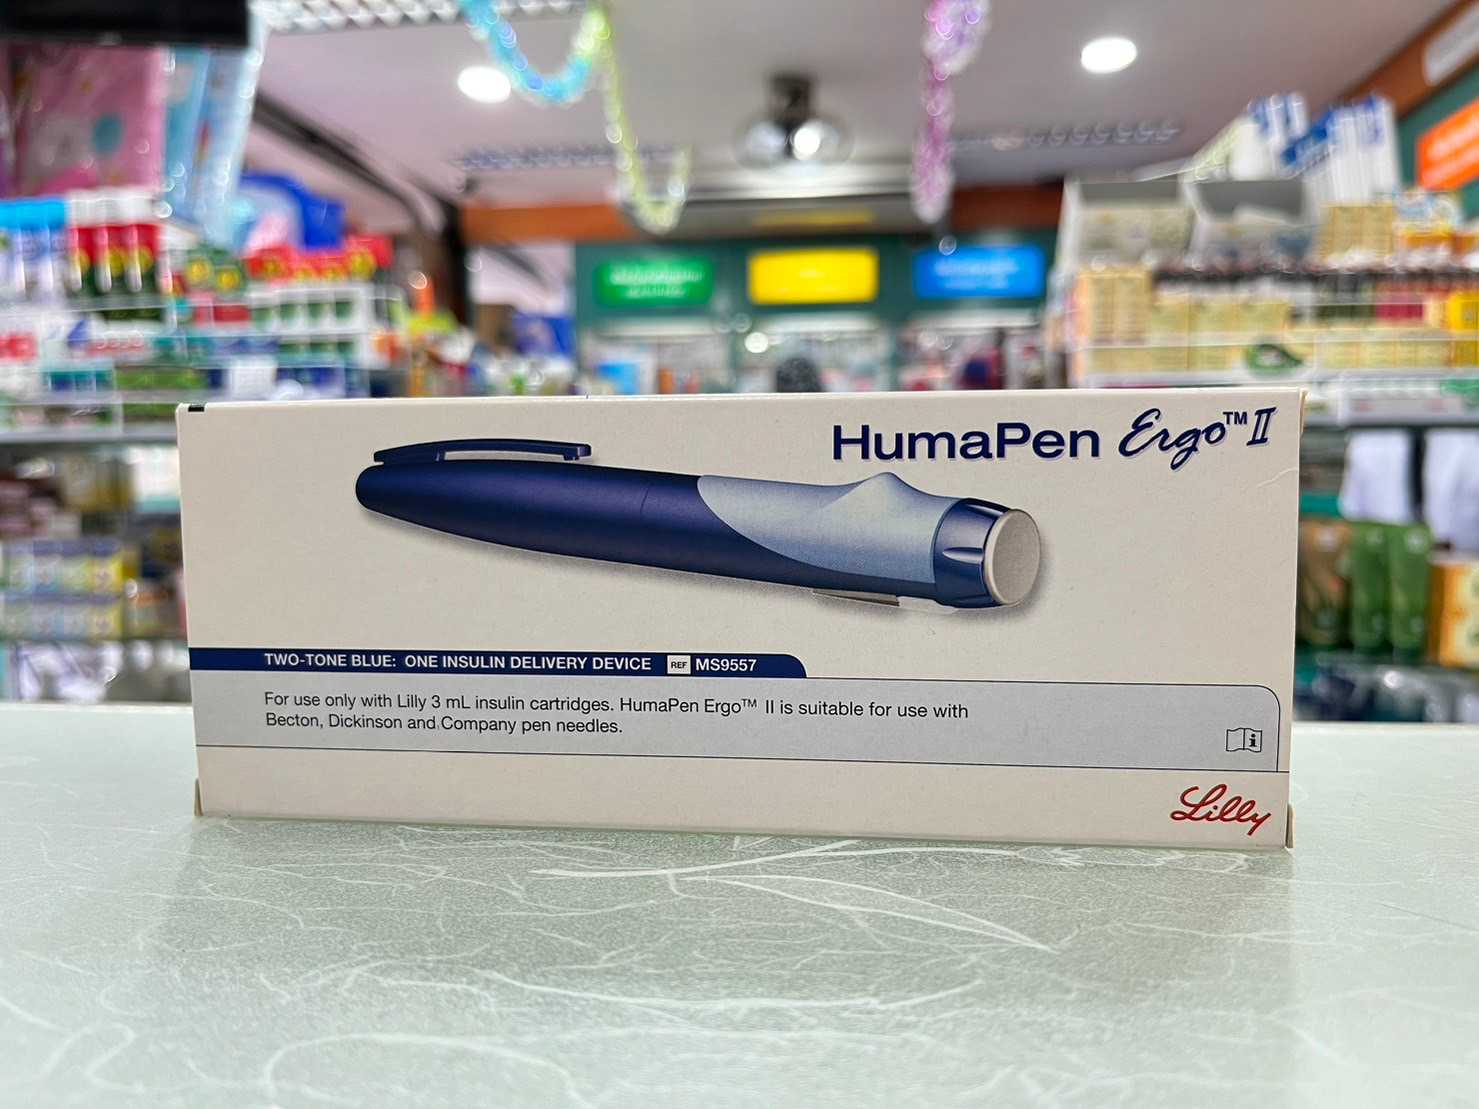 HumaPen Ergo™ II
TWO-TONE BLUE: ONE INSULIN DELIVERY DEVICE REF MS9557
For use only with Lilly 3 mL insulin cartridges. HumaPen Ergo™ II is suitable for use with
Becton, Dickinson and Company pen needles.
i
Lilly